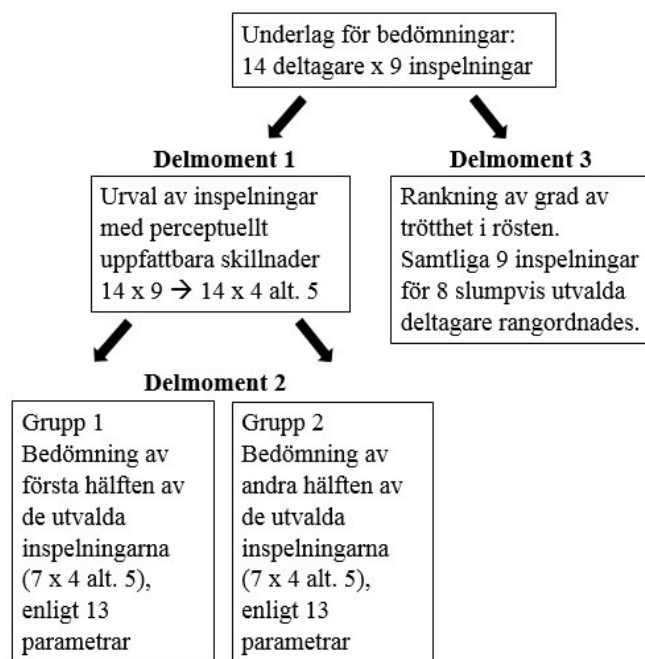 Underlag för bedömningar:
14 deltagare x 9 inspelningar
Delmoment 1
Urval av inspelningar
med perceptuellt
uppfattbara skillnader
14 x 9 → 14 x 4 alt. 5
Delmoment 3
Rankning av grad av
trötthet i rösten.
Samtliga 9 inspelningar
för 8 slumpvis utvalda
deltagare rangordnades.
Delmoment 2
Grupp 1
Bedömning av
första hälften av
de utvalda
inspelningarna
(7 x 4 alt. 5),
enligt 13
parametrar
Grupp 2
Bedömning av
andra hälften av
de utvalda
inspelningarna
(7 x 4 alt. 5),
enligt 13
parametrar